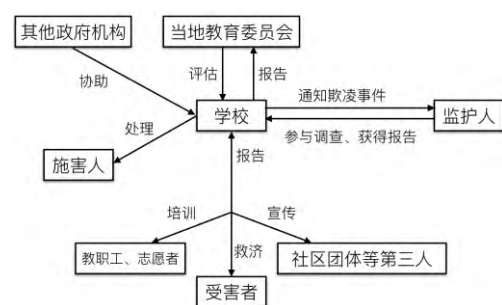 其他政府机构
当地教育委员会
协助
评估
报告
通知欺凌事件
学校
监护人
处理
参与调查、获得报告
施害人
报告
培训
宣传
教职工、志愿者
救济
社区团体等第三人
受害者